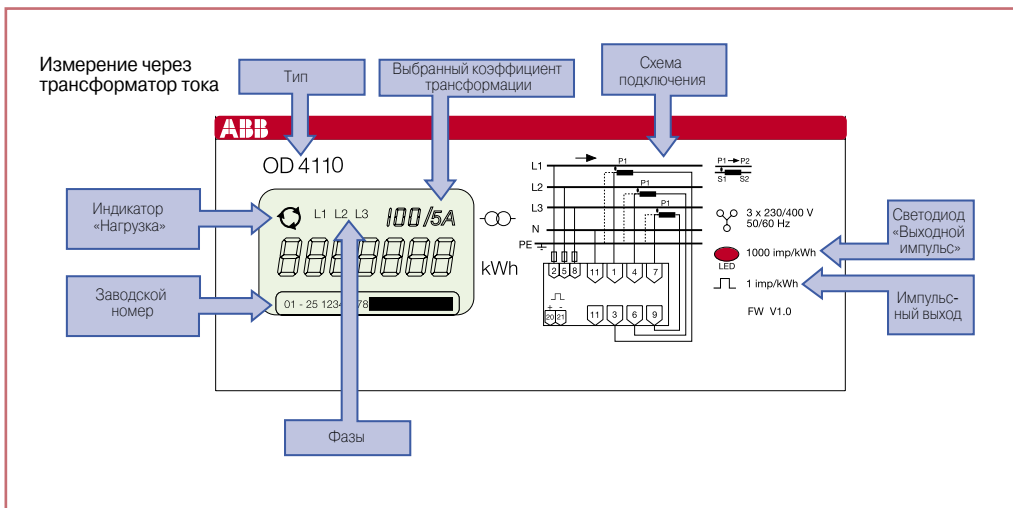 Измерение через
трансформатор тока
Тип
Выбранный коэффициент
трансформации
Схема
подключения
ABB
OD 4110
Индикатор
«Нагрузка»
L1 L2 L3
100/5A
8888888
kWh
Заводской
номер
01 - 25 1234 78
Фазы
L1
L2
L3
N
PE
P1
P1
P1
2 5 8 11 1 4 7
+ -
20 21
11 3 6 9
P1 P2
S1 S2
3 x 230/400 V
50/60 Hz
LED
1000 imp/kWh
1 imp/kWh
FW V1.0
Светодиод
«Выходной
импульс»
Импульс-
ный выход